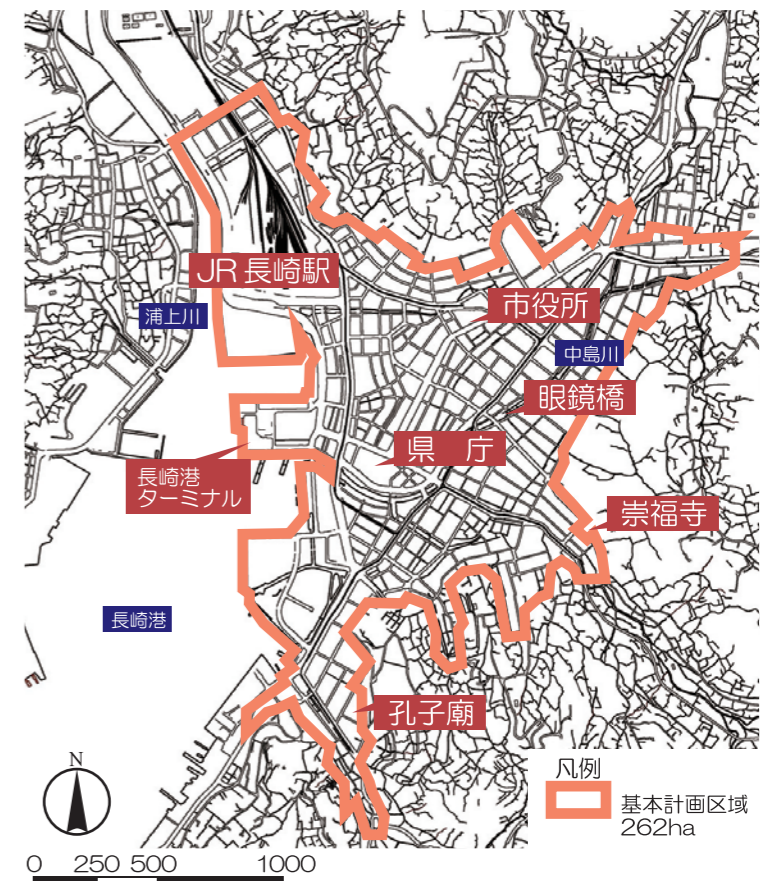 JR長崎駅
浦上川
市役所
中島川
眼鏡橋
県 庁
長崎港
ターミナル
崇福寺
長崎港
孔子廟
N
凡例
基本計画区域
262ha
0 250 500 1000